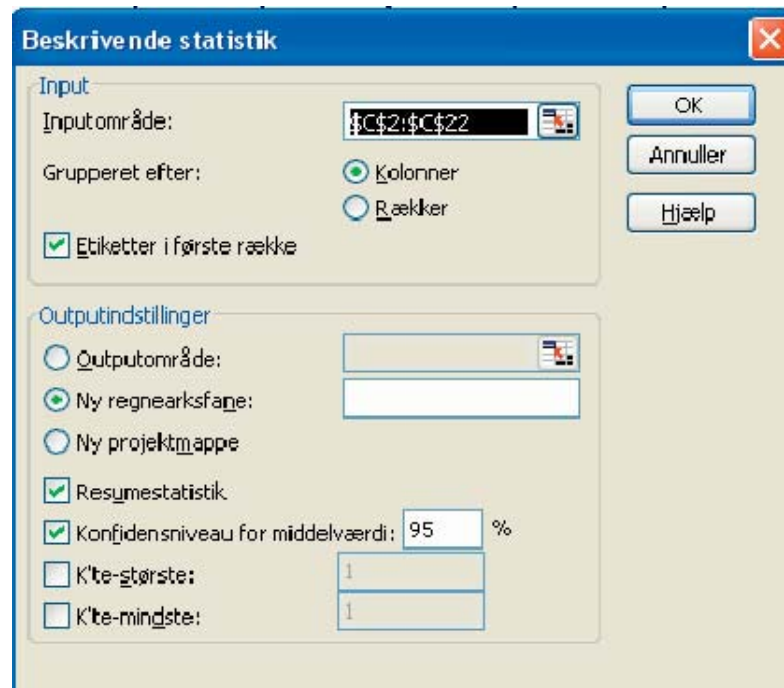 Beskrivende statistik
Input
Inputområde: $C$2:$C$22
Grupperet efter: Kolonner
Rækker
Etiketter i første række
OK
Annuller
Hjælp
Outputindstillinger
Outputområde:
Ny regnearksfane:
Ny projektmappe
Resumestatistik
Konfidensniveau for middelværdi: 95 %
K'te-største: 1
K'te-mindste: 1